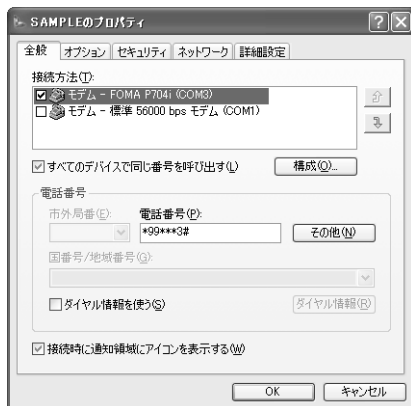 SAMPLEのプロパティ
全般 オプション セキュリティ ネットワーク 詳細設定
接続方法(T):
モデム - FOMA P704i (COM3)
モデム - 標準 56000 bps モデム (COM1)
すべてのデバイスで同じ番号を呼び出す(L) 構成(O)...
電話番号
市外局番(E): 電話番号(P):
*99***3# その他(N)
国番号/地域番号(G):
ダイヤル情報を使う(S) ダイヤル情報(R)
接続時に通知領域にアイコンを表示する(W)
OK キャンセル